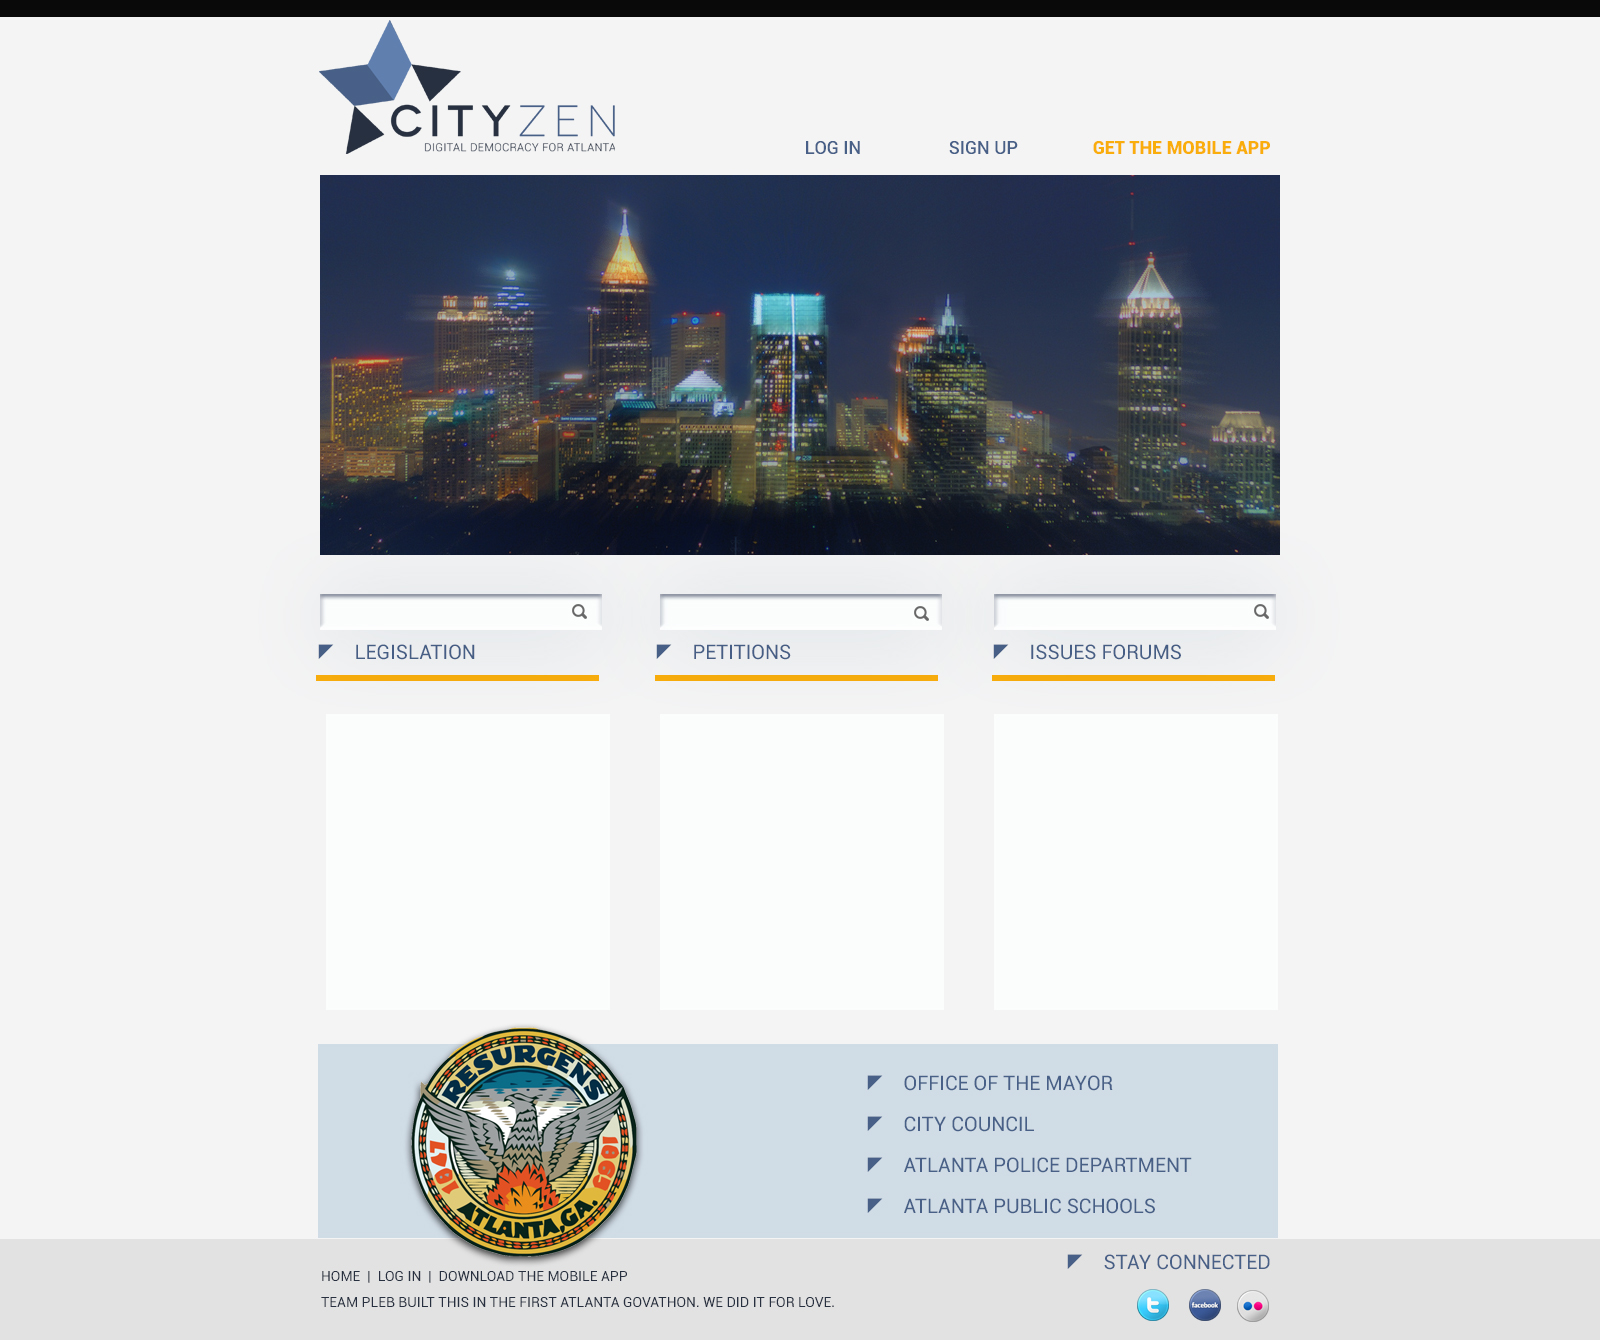 CITYZEN
DIGITAL DEMOCRACY FOR ATLANTA
LOG IN
SIGN UP
GET THE MOBILE APP
LEGISLATION
PETITIONS
ISSUES FORUMS
RESURGENS
1847
1865
ATLANTA, GA.
OFFICE OF THE MAYOR
CITY COUNCIL
ATLANTA POLICE DEPARTMENT
ATLANTA PUBLIC SCHOOLS
STAY CONNECTED
HOME | LOG IN | DOWNLOAD THE MOBILE APP
TEAM PLEB BUILT THIS IN THE FIRST ATLANTA GOVATHON. WE DID IT FOR LOVE.
t
facebook